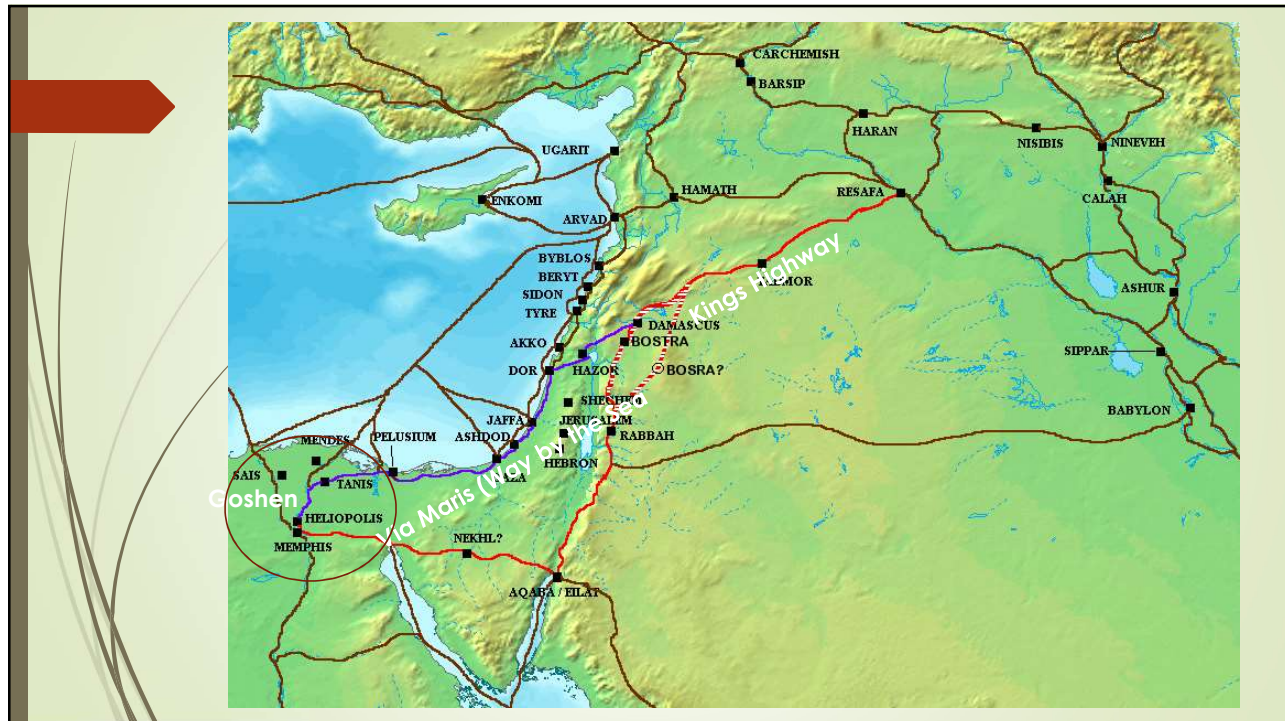 CARCHEMISH
BARSIP
HARAN
NISIBIS
NINEVEH
UGARIT
HAMATH
RESAFA
CALAH
ENKOMI
ARVAD
BYBLOS
BERYT
SIDON
TYRE
Kings Highway
ASHUR
DAMASCUS
AKKO
BOSTRA
SIPPAR
DOR
HAZOR
BOSRA?
SHECHEM
BABYLON
JAFFA
JERUSALEM
MENDES
PELUSIUM
ASHDOD
RABBAH
HEBRON
SAIS
TANIS
Goshen
Via Maris (Way by the Sea
HELIOPOLIS
MEMPHIS
NEKHL?
AQABA / EILAT